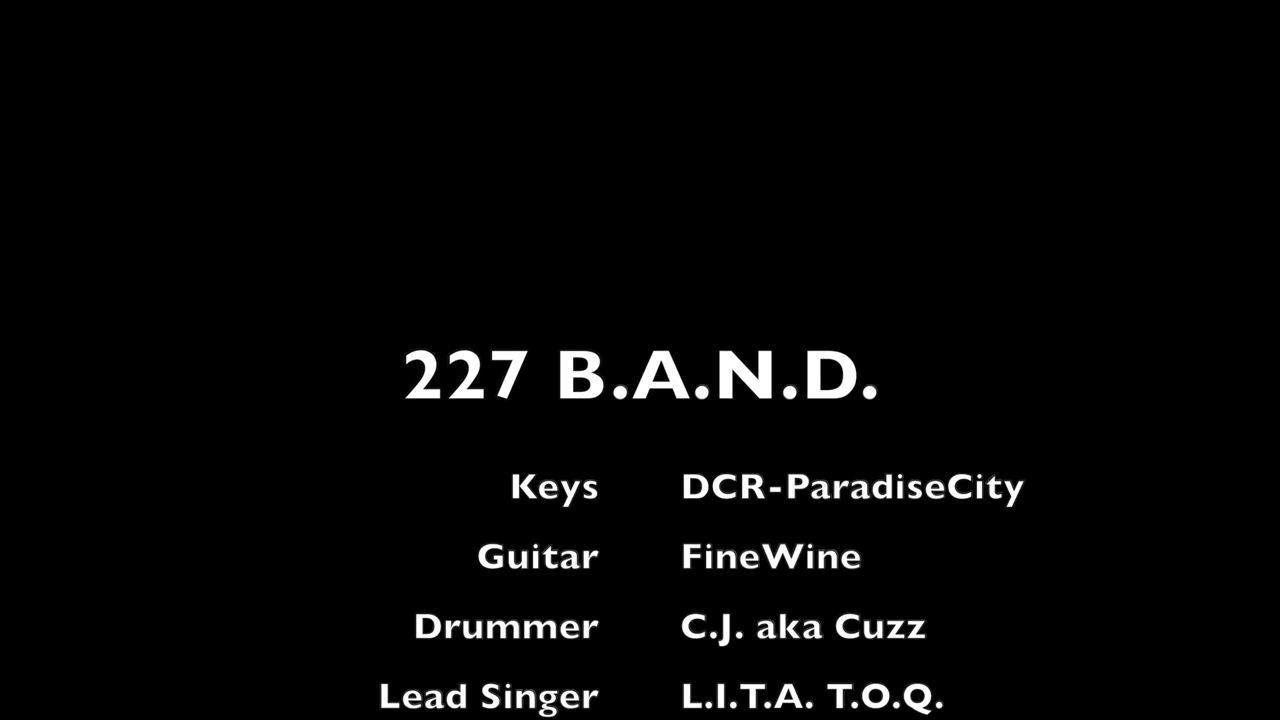 227 B.A.N.D.
Keys DCR-ParadiseCity
Guitar FineWine
Drummer C.J. aka Cuzz
Lead Singer L.I.T.A. T.O.Q.